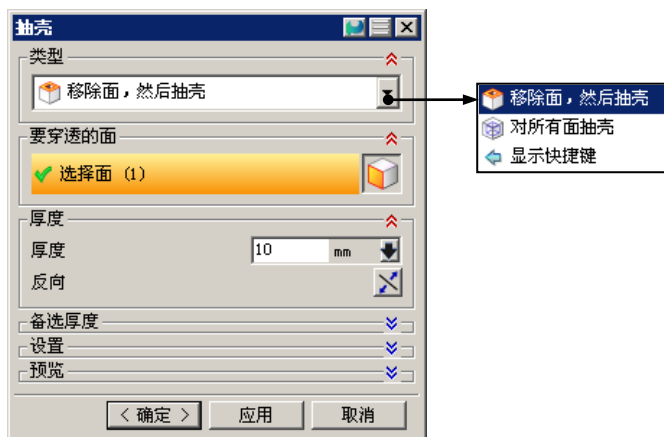 抽壳
类型
移除面，然后抽壳
要穿透的面
选择面 (1)
厚度
厚度 10 mm
反向
备选厚度
设置
预览
< 确定 > 应用 取消
移除面，然后抽壳
对所有面抽壳
显示快捷键